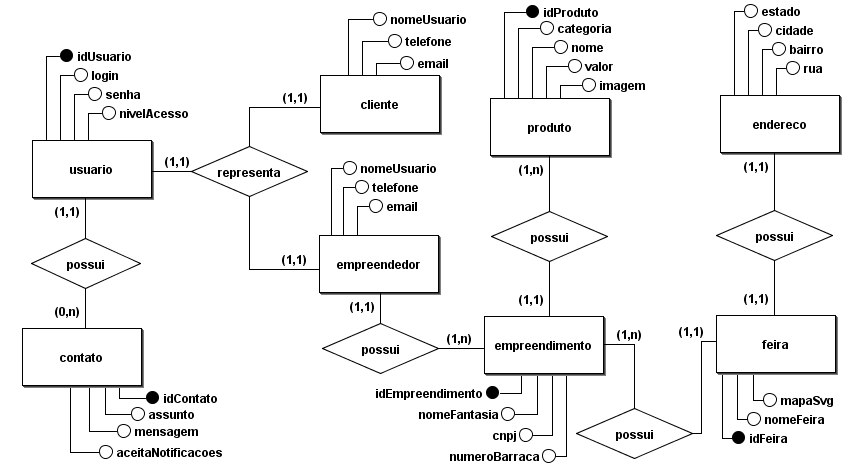 nomeUsuario
telefone
email
cliente
(1,1)
idProduto
categoria
nome
valor
imagem
produto
(1,n)
estado
cidade
bairro
rua
endereco
(1,1)
idUsuario
login
senha
nivelAcesso
usuario
(1,1)
(1,1)
representa
nomeUsuario
telefone
email
empreendedor
(1,1)
(1,1)
possui
(0,n)
contato
idContato
assunto
mensagem
aceitaNotificacoes
possui
(1,n)
possui
(1,1)
empreendimento
(1,n)
idEmpreendimento
nomeFantasia
cnpj
numeroBarraca
possui
(1,1)
possui
(1,1)
feira
mapaSvg
nomeFeira
idFeira